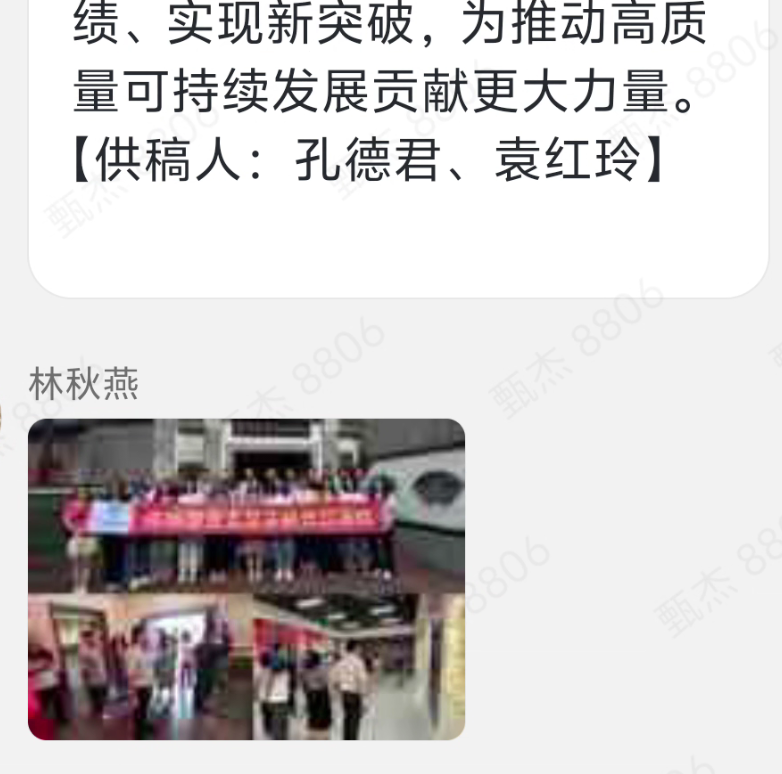 绩、实现新突破，为推动高质
量可持续发展贡献更大力量。
【供稿人：孔德君、袁红玲】
林秋燕
甄杰 8806